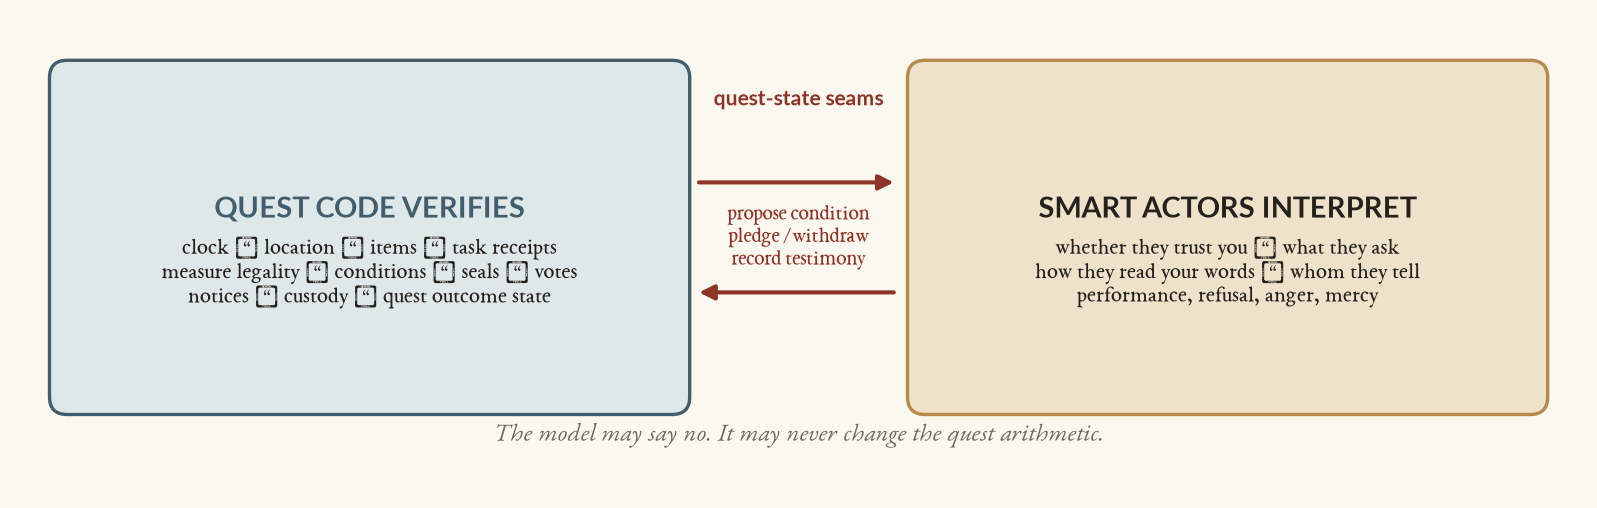 quest-state seams
QUEST CODE VERIFIES
clock “ location “ items “ task receipts
measure legality “ conditions “ seals “ votes
notices “ custody “ quest outcome state
propose condition
pledge / withdraw
record testimony
SMART ACTORS INTERPRET
whether they trust you “ what they ask
how they read your words “ whom they tell
performance, refusal, anger, mercy
The model may say no. It may never change the quest arithmetic.